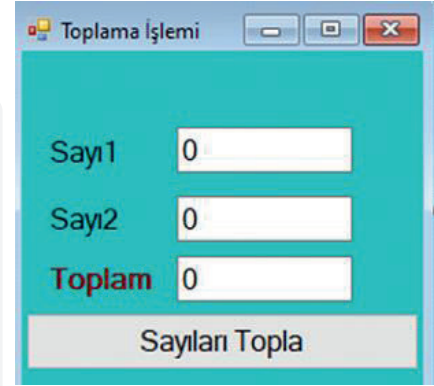 Toplama İşlemi
Sayı1 0
Sayı2 0
Toplam 0
Sayıları Topla